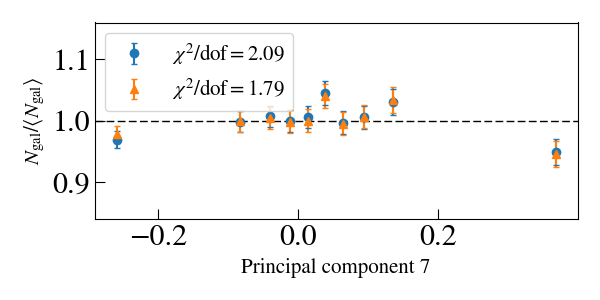 χ²/dof = 2.09
χ²/dof = 1.79
1.1
1.0
0.9
N_gal/⟨N_gal⟩
−0.2 0.0 0.2
Principal component 7